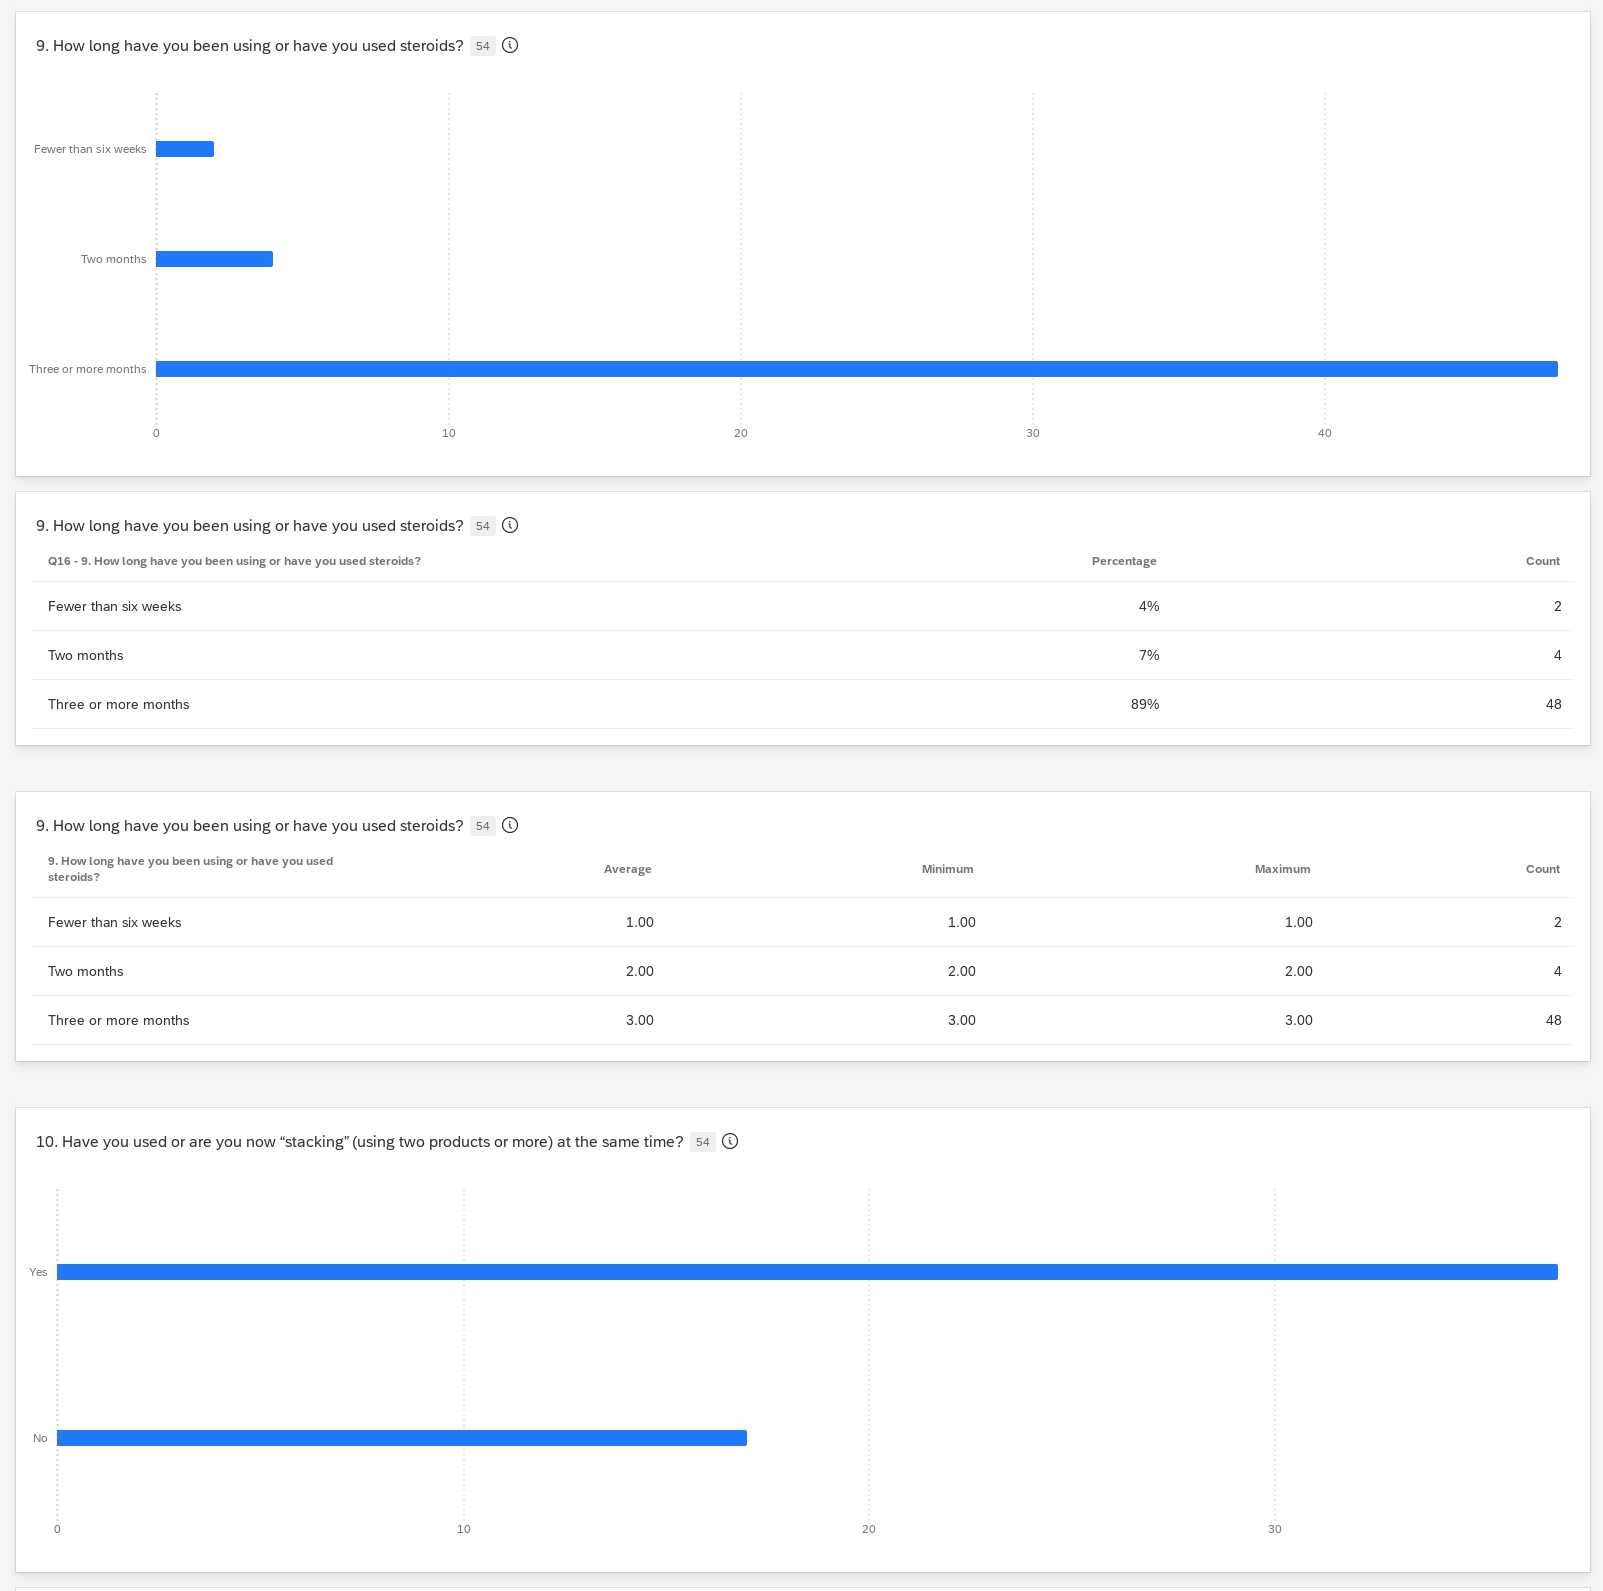 9. How long have you been using or have you used steroids? 54
Fewer than six weeks
Two months
Three or more months
0 10 20 30 40
9. How long have you been using or have you used steroids? 54
Q16 - 9. How long have you been using or have you used steroids? Percentage Count
Fewer than six weeks 4% 2
Two months 7% 4
Three or more months 89% 48
9. How long have you been using or have you used steroids? 54
9. How long have you been using or have you used
steroids? Average Minimum Maximum Count
Fewer than six weeks 1.00 1.00 1.00 2
Two months 2.00 2.00 2.00 4
Three or more months 3.00 3.00 3.00 48
10. Have you used or are you now “stacking” (using two products or more) at the same time? 54
Yes
No
0 10 20 30